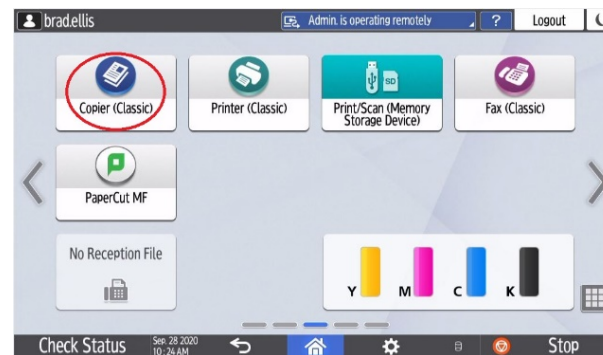 brad.ellis
Admin. is operating remotely
?
Logout
Copier (Classic)
Printer (Classic)
SD
Print/Scan (Memory
Storage Device)
Fax (Classic)
P
PaperCut MF
No Reception File
Y M C K
Check Status
Sep. 28 2020
10:24 AM
Stop